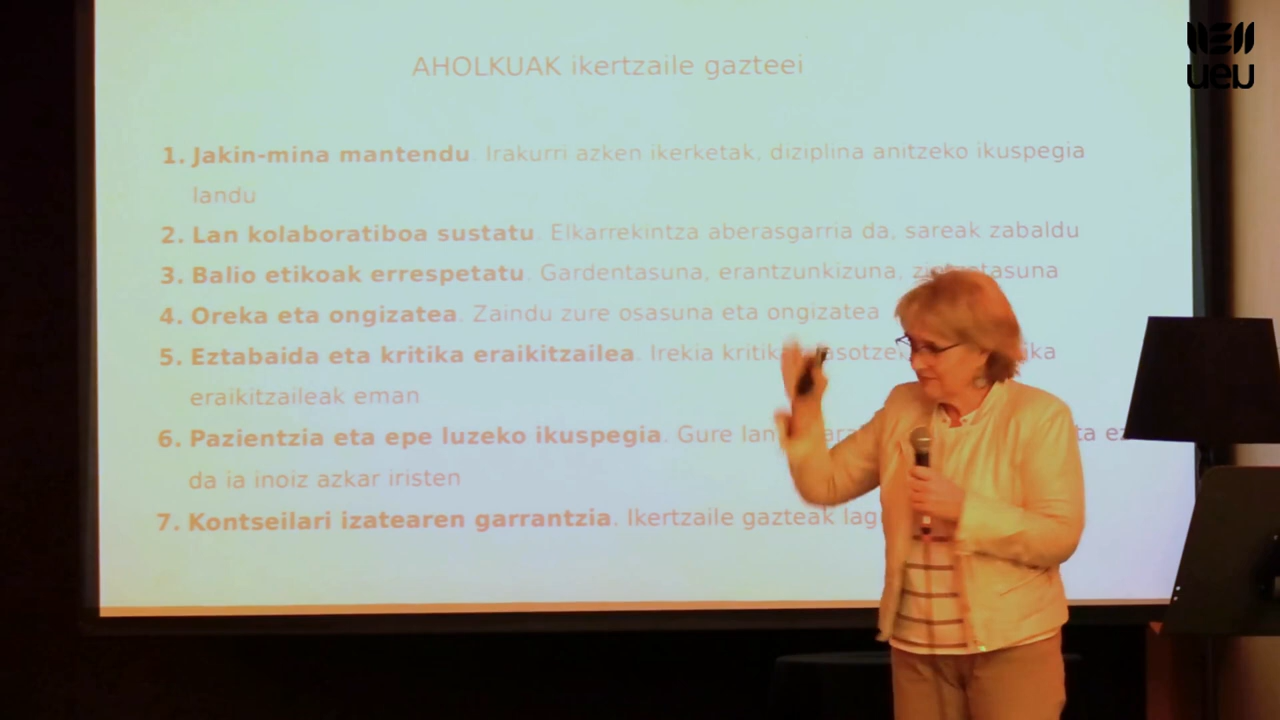 AHOLKUAK ikertzaile gazteei
ueu
1. Jakin-mina mantendu. Irakurri azken ikerketak, diziplina anitzeko ikuspegia
landu
2. Lan kolaboratiboa sustatu. Elkarrekintza aberasgarria da, sareak zabaldu
3. Balio etikoak errespetatu. Gardentasuna, erantzunkizuna,
4. Oreka eta ongizatea. Zaindu zure osasuna eta ongizatea
5. Eztabaida eta kritika eraikitzailea. Irekia
eraikitzaileak eman
6. Pazientzia eta epe luzeko ikuspegia. Gure
da ia inoiz azkar iristen
7. Kontseilari izatearen garrantzia. Ikertzaile gazteak